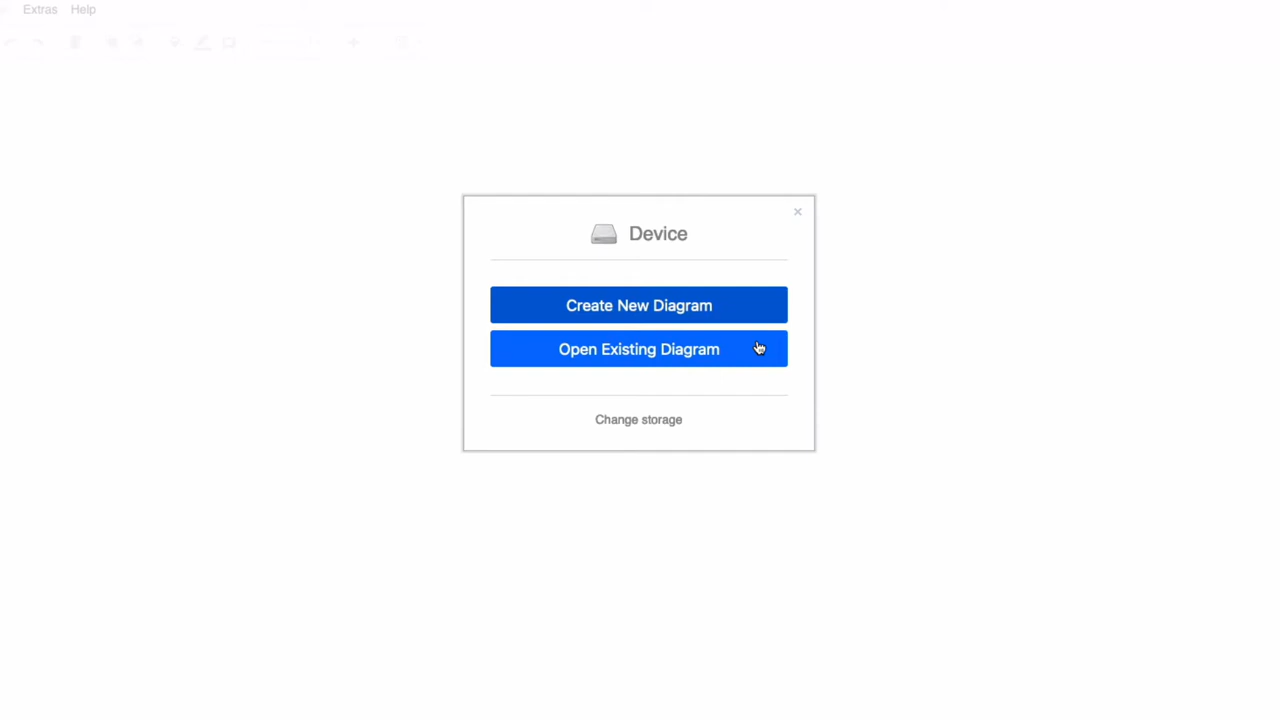 Extras Help
Device
Create New Diagram
Open Existing Diagram
Change storage